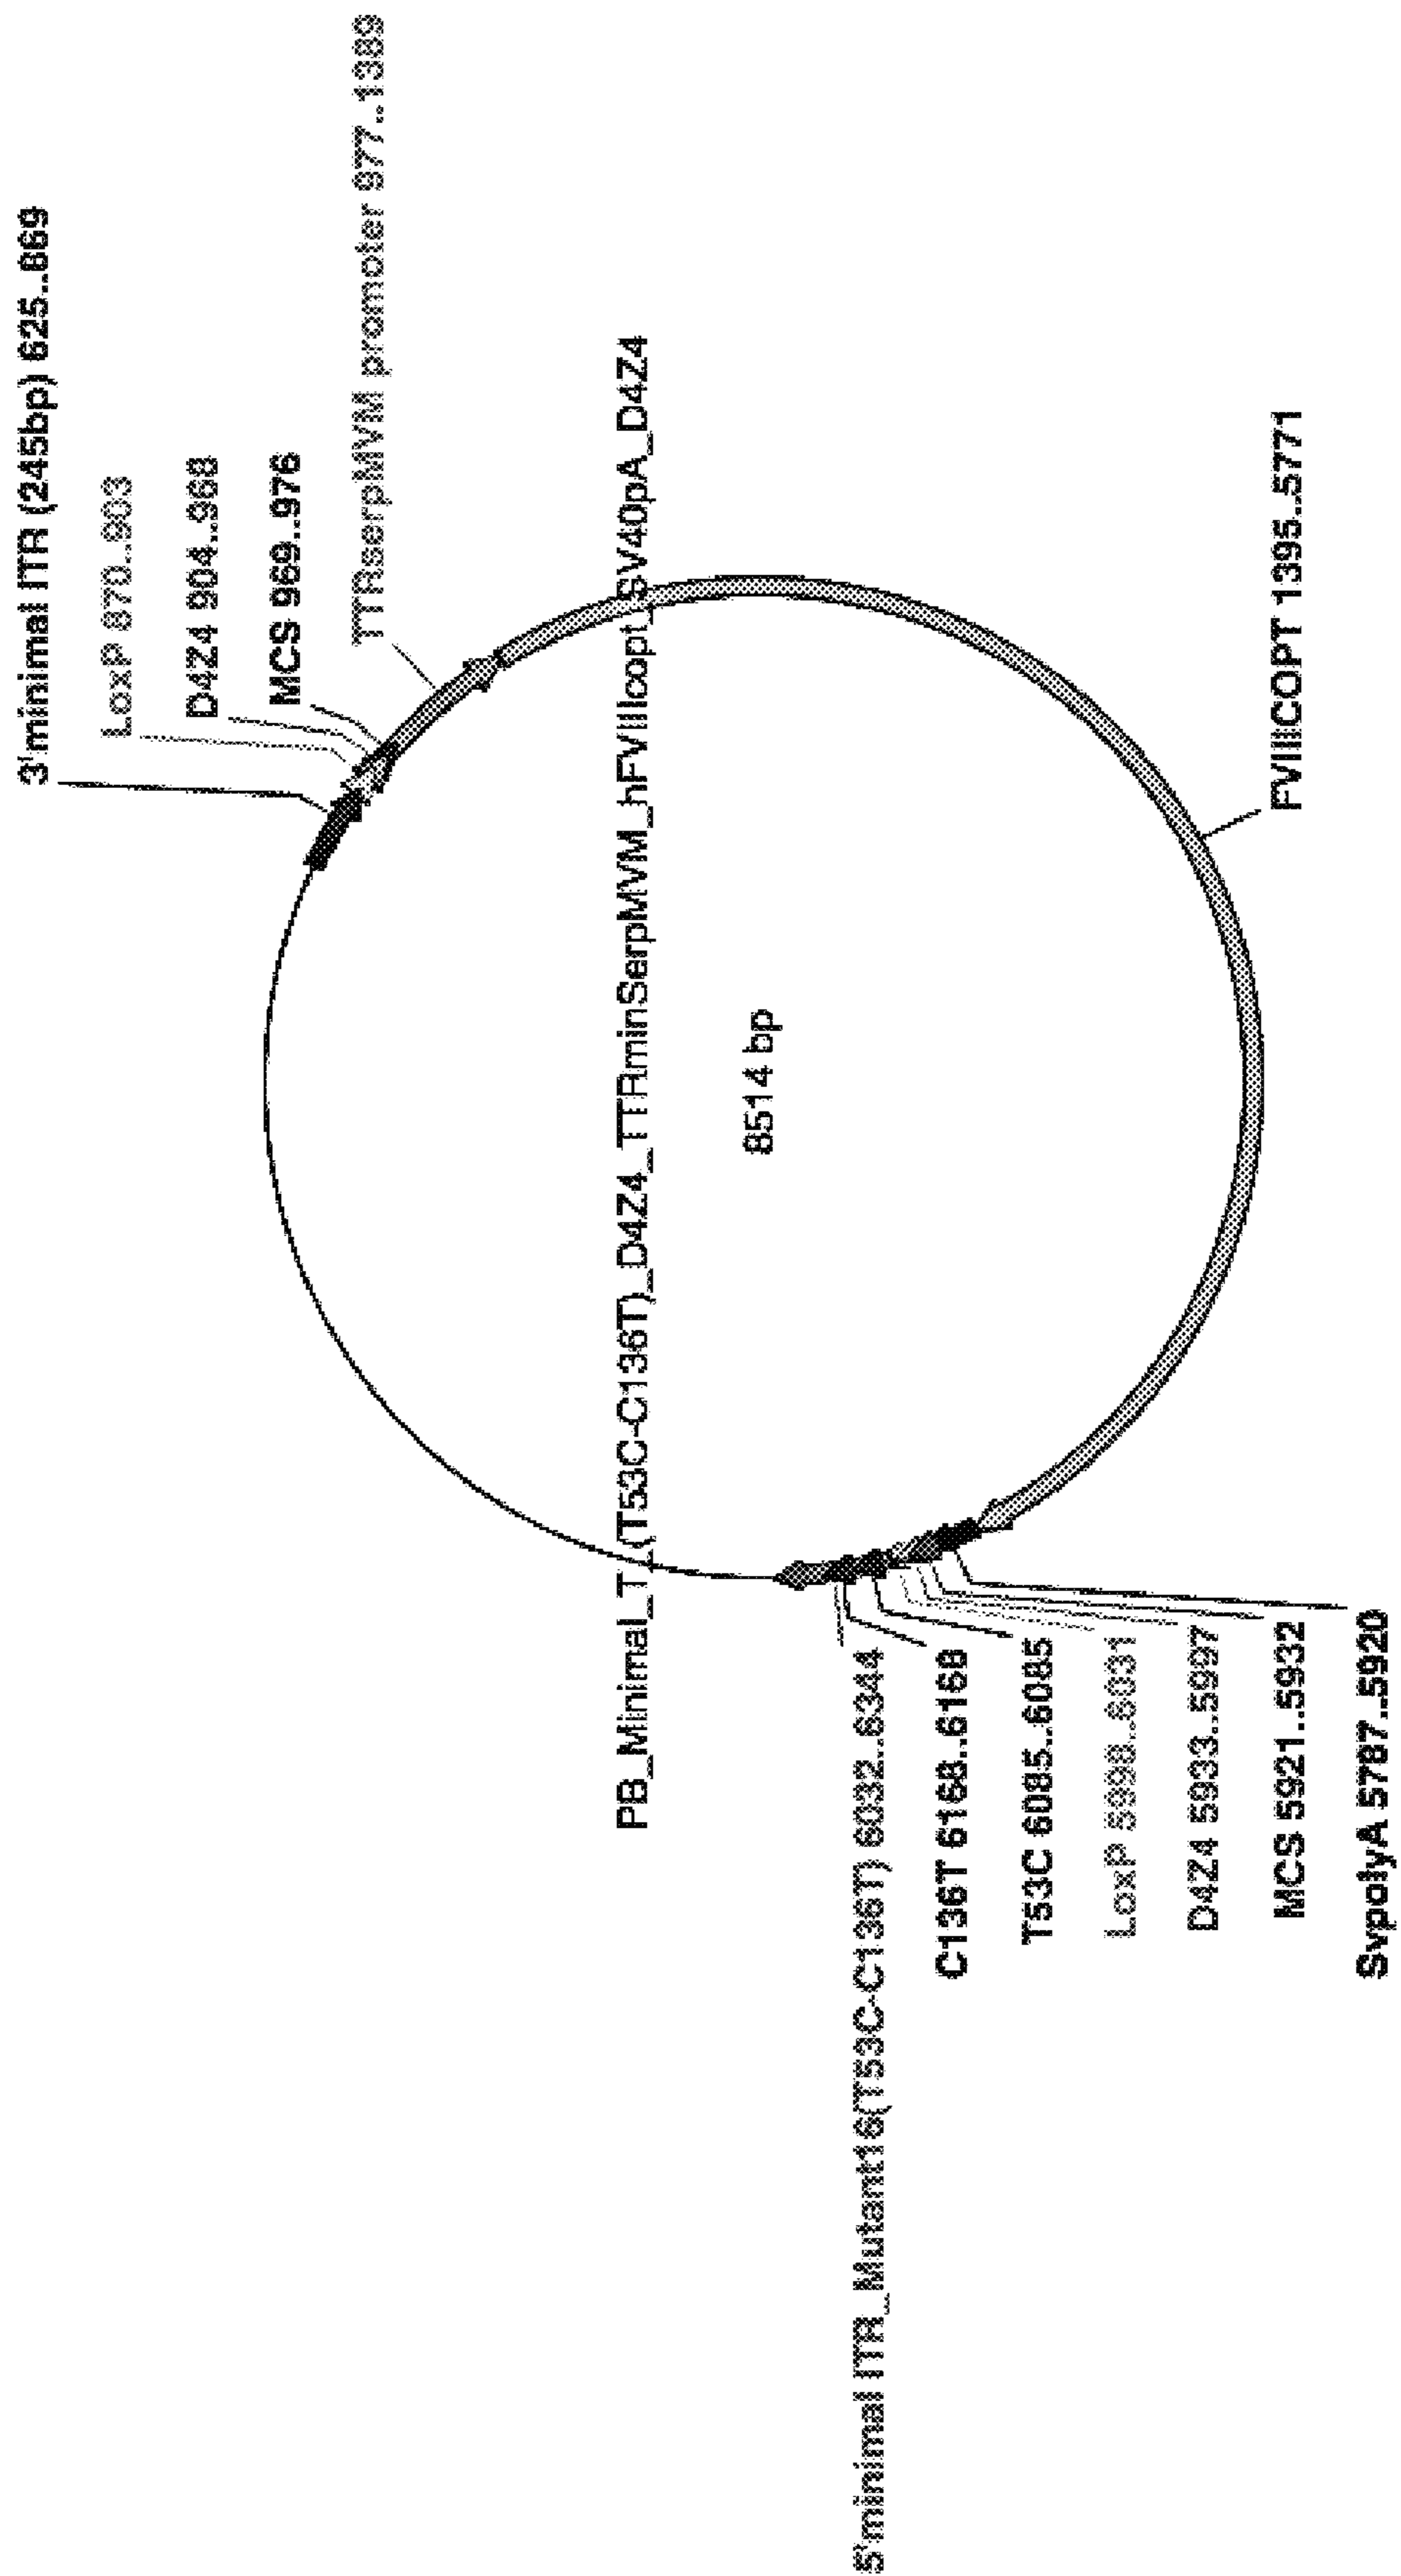 3'minimal ITR (245bp) 625..869
LoxP 870..903
D4Z4 904..968
MCS 969..976
TTRserpMVM promoter 977..1389
PB_Minimal_T_(T53C-C136T)_D4Z4_TTRminSerpMVM_hFVIIIcopt_SV40pA_D4Z4
8514 bp
5'minimal ITR_Mutant16(T53C-C136T) 6032..6344
C136T 6168..6168
T53C 6085..6085
LoxP 5998..6031
D4Z4 5933..5997
MCS 5921..5932
SvpolyA 5787..5920
FVIIICOPT 1395..5771